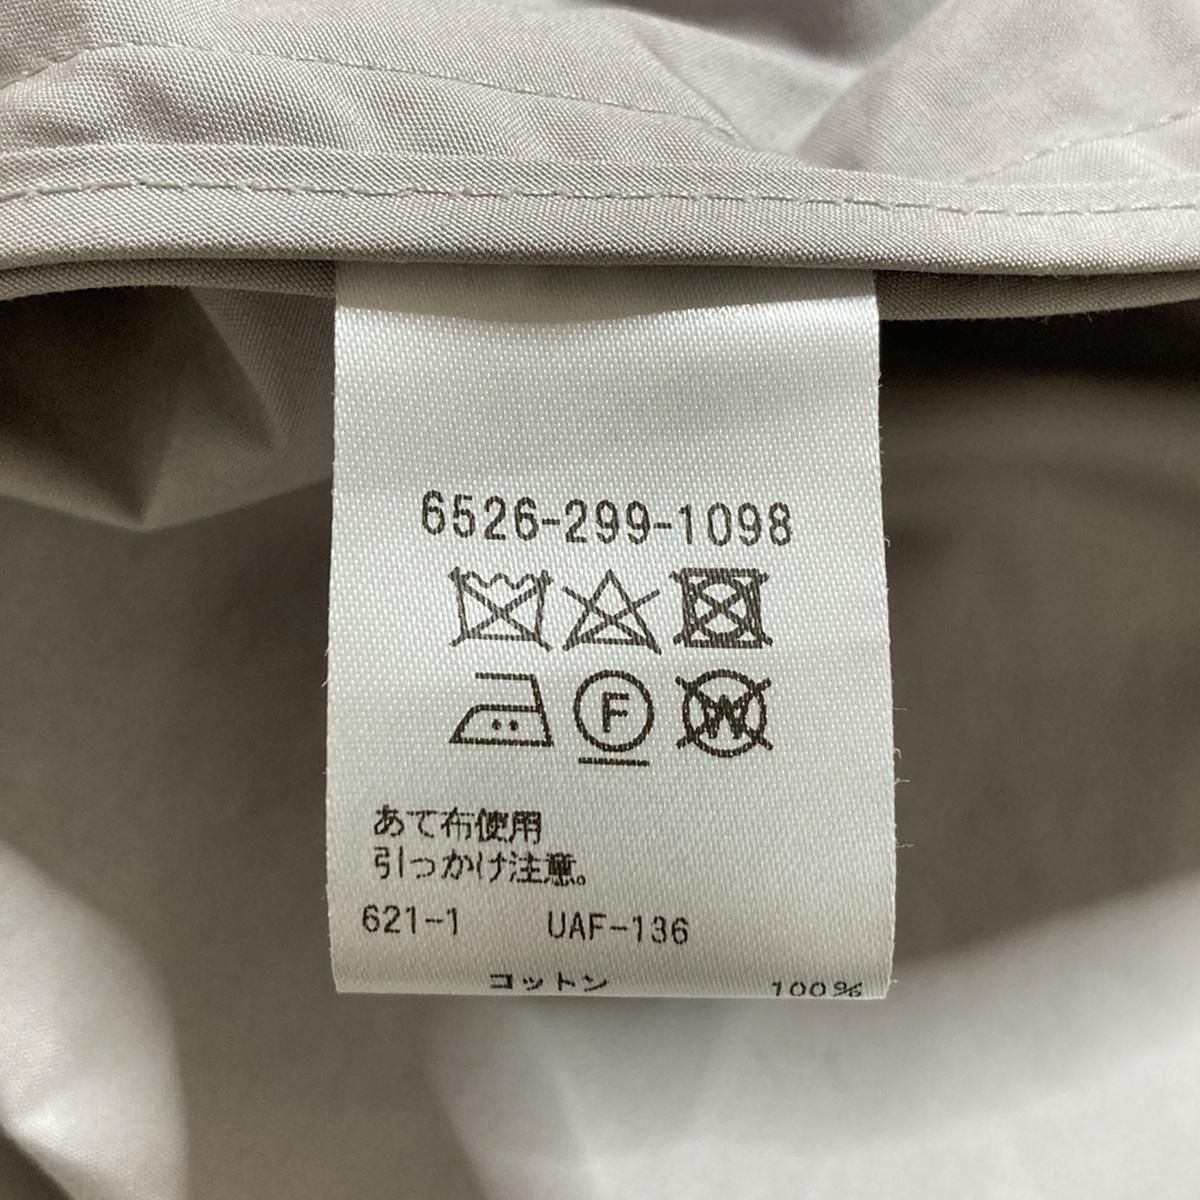 6526-299-1098
F W
あて布使用
引っかけ注意。
621-1 UAF-136
コットン 100%